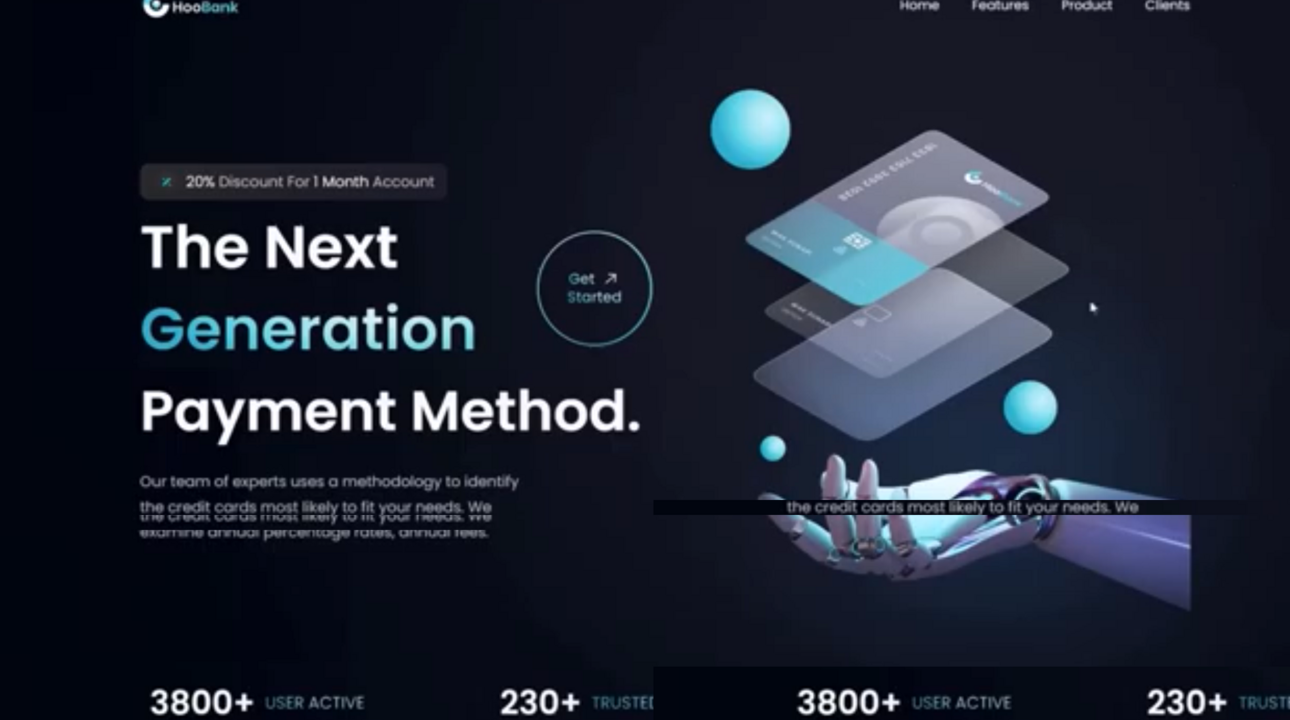 HooBank
Home Features Product Clients
20% Discount For 1 Month Account
The Next
Generation
Payment Method.
Get
Started
HooBank
Our team of experts uses a methodology to identify
the credit cards most likely to fit your needs. We
the credit cards most likely to fit your needs. We
examine annual percentage rates, annual fees.
the credit cards most likely to fit your needs. We
3800+ USER ACTIVE
230+ TRUSTED
3800+ USER ACTIVE
230+ TRUSTE